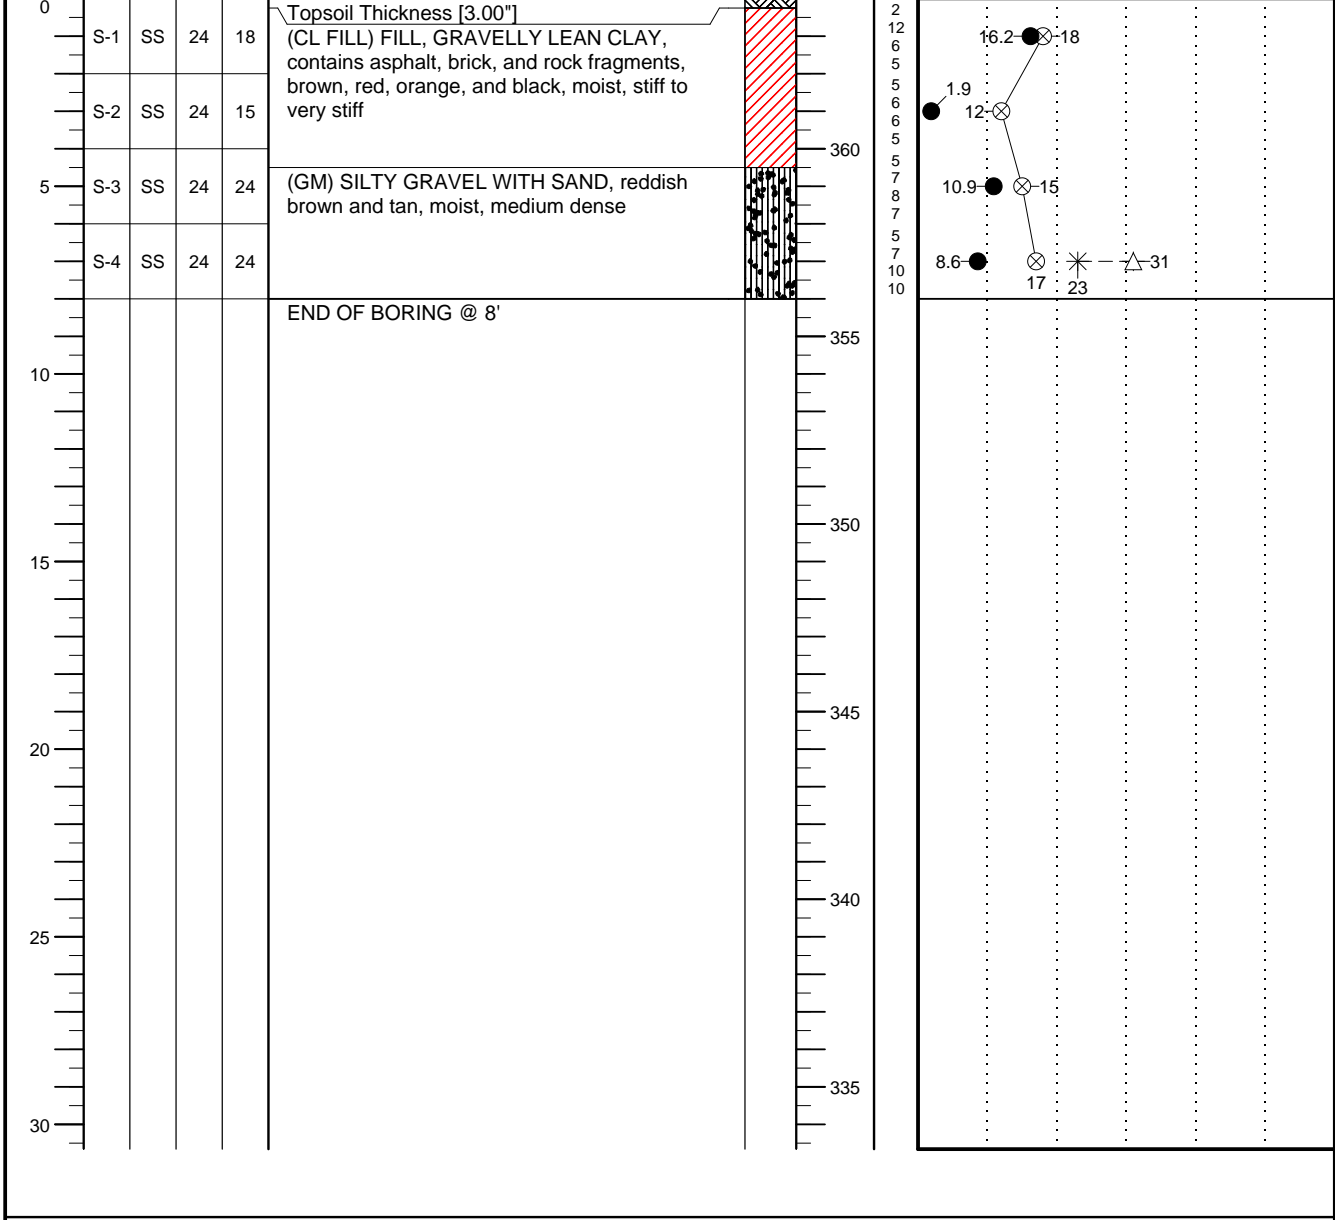 0
Topsoil Thickness [3.00"]
2
S-1 SS 24 18
(CL FILL) FILL, GRAVELLY LEAN CLAY,
contains asphalt, brick, and rock fragments,
brown, red, orange, and black, moist, stiff to
very stiff
12
6
5
16.2 18
S-2 SS 24 15
5
6
6
5
1.9
12
360
5 S-3 SS 24 24
(GM) SILTY GRAVEL WITH SAND, reddish
brown and tan, moist, medium dense
5
7
8
7
10.9 15
S-4 SS 24 24
5
7
10
10
8.6 17 23 31
END OF BORING @ 8'
355
10
350
15
345
20
340
25
335
30